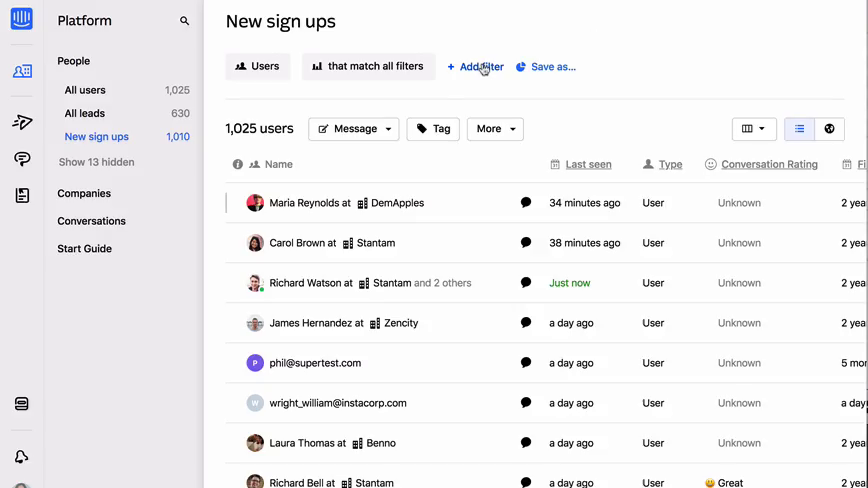 Platform
People
All users 1,025
All leads 630
New sign ups 1,010
Show 13 hidden
Companies
Conversations
Start Guide
New sign ups
Users that match all filters + Add filter Save as...
1,025 users Message Tag More
Name Last seen Type Conversation Rating Fi
Maria Reynolds at DemApples 34 minutes ago User Unknown 2 yea
Carol Brown at Stantam 38 minutes ago User Unknown 2 yea
Richard Watson at Stantam and 2 others Just now User Unknown 2 yea
James Hernandez at Zencity a day ago User Unknown 2 yea
P phil@supertest.com a day ago User Unknown 5 mor
W wright_william@instacorp.com a day ago User Unknown a day
Laura Thomas at Benno a day ago User Unknown 2 yea
Richard Bell at Stantam a day ago User Great 2 yea